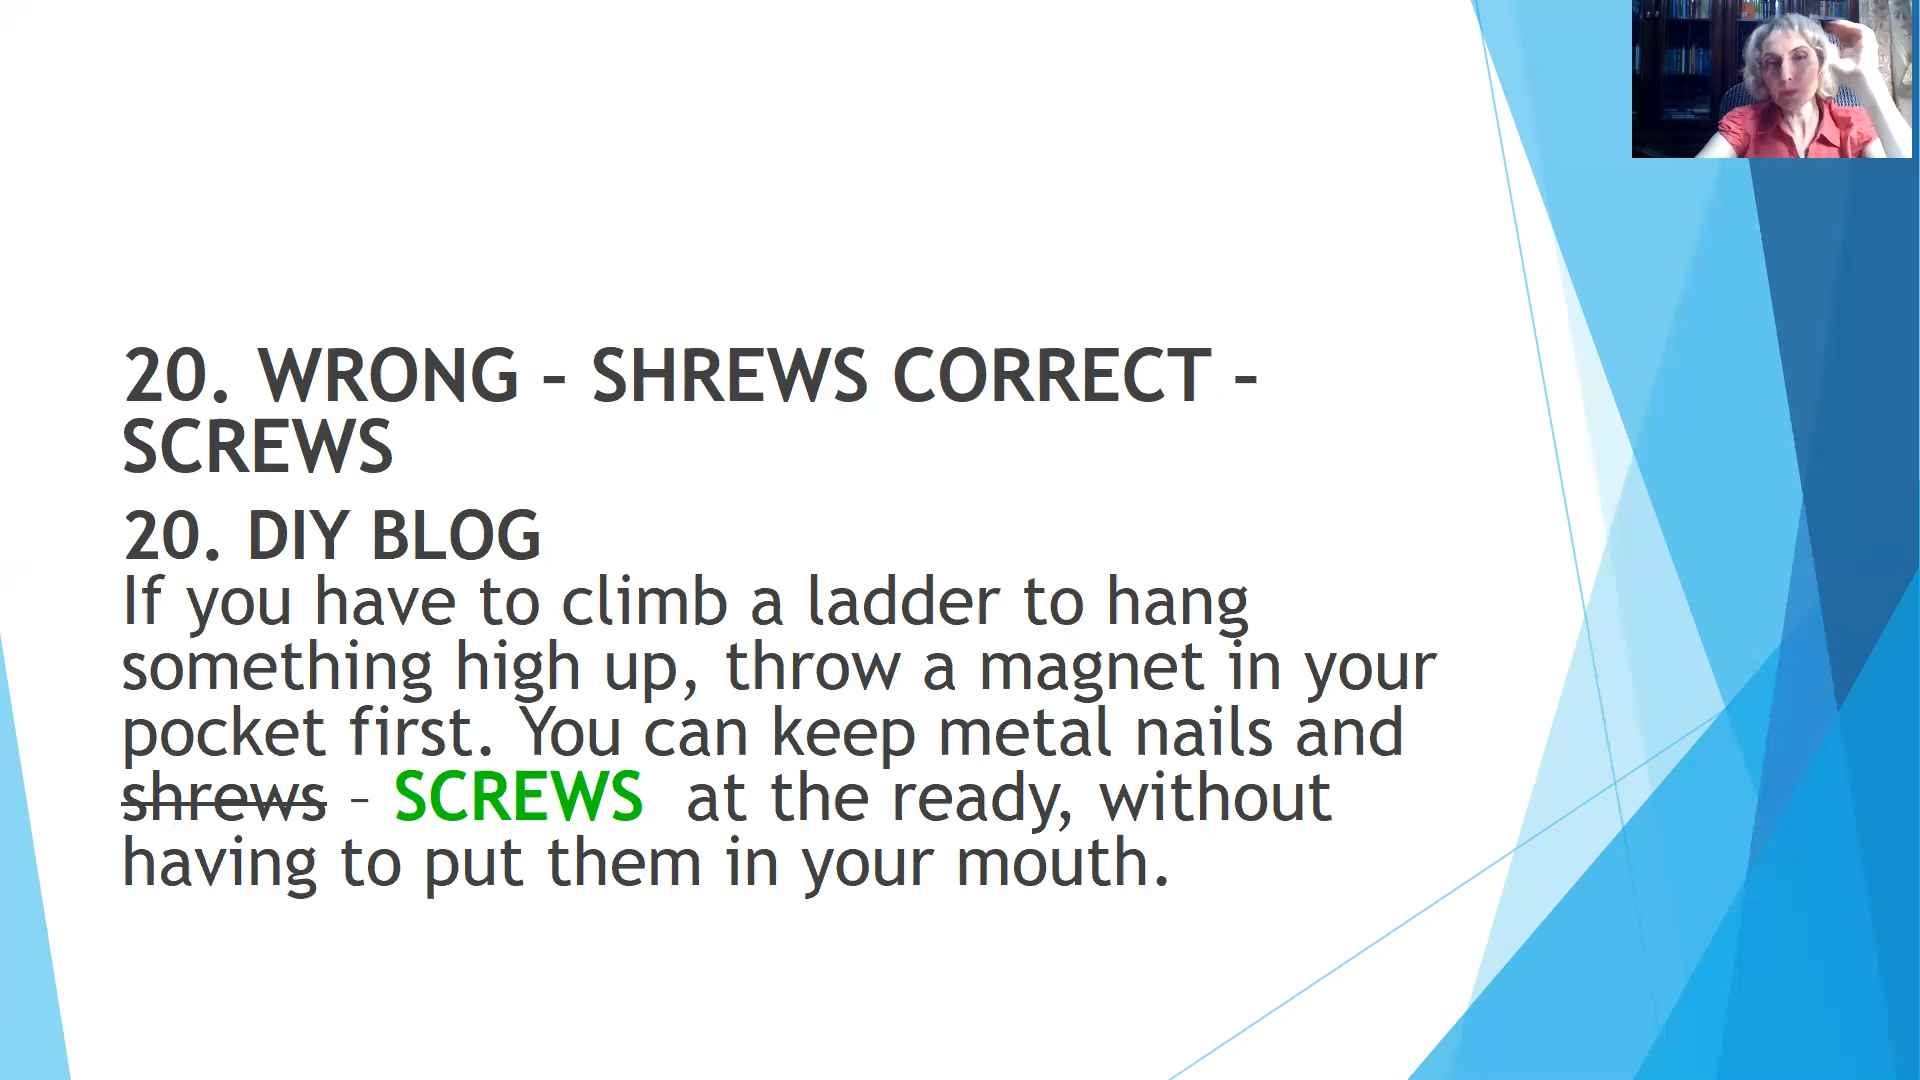 20. WRONG – SHREWS CORRECT –
SCREWS
20. DIY BLOG
If you have to climb a ladder to hang
something high up, throw a magnet in your
pocket first. You can keep metal nails and
shrews – SCREWS at the ready, without
having to put them in your mouth.